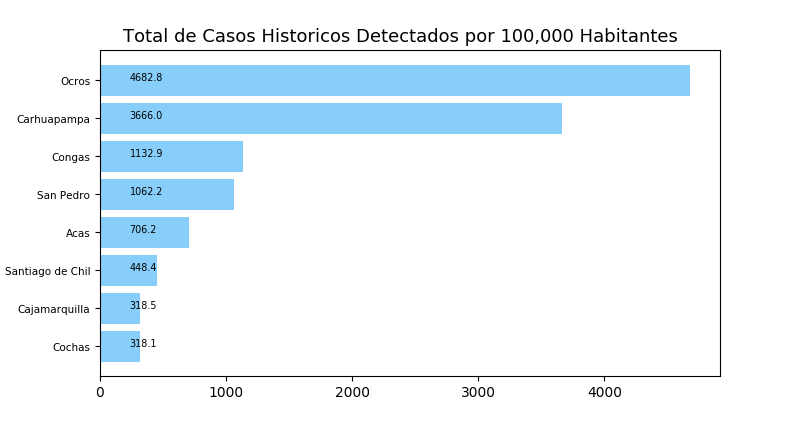 Total de Casos Historicos Detectados por 100,000 Habitantes
Ocros 4682.8
Carhuapampa 3666.0
Congas 1132.9
San Pedro 1062.2
Acas 706.2
Santiago de Chil 448.4
Cajamarquilla 318.5
Cochas 318.1
0 1000 2000 3000 4000